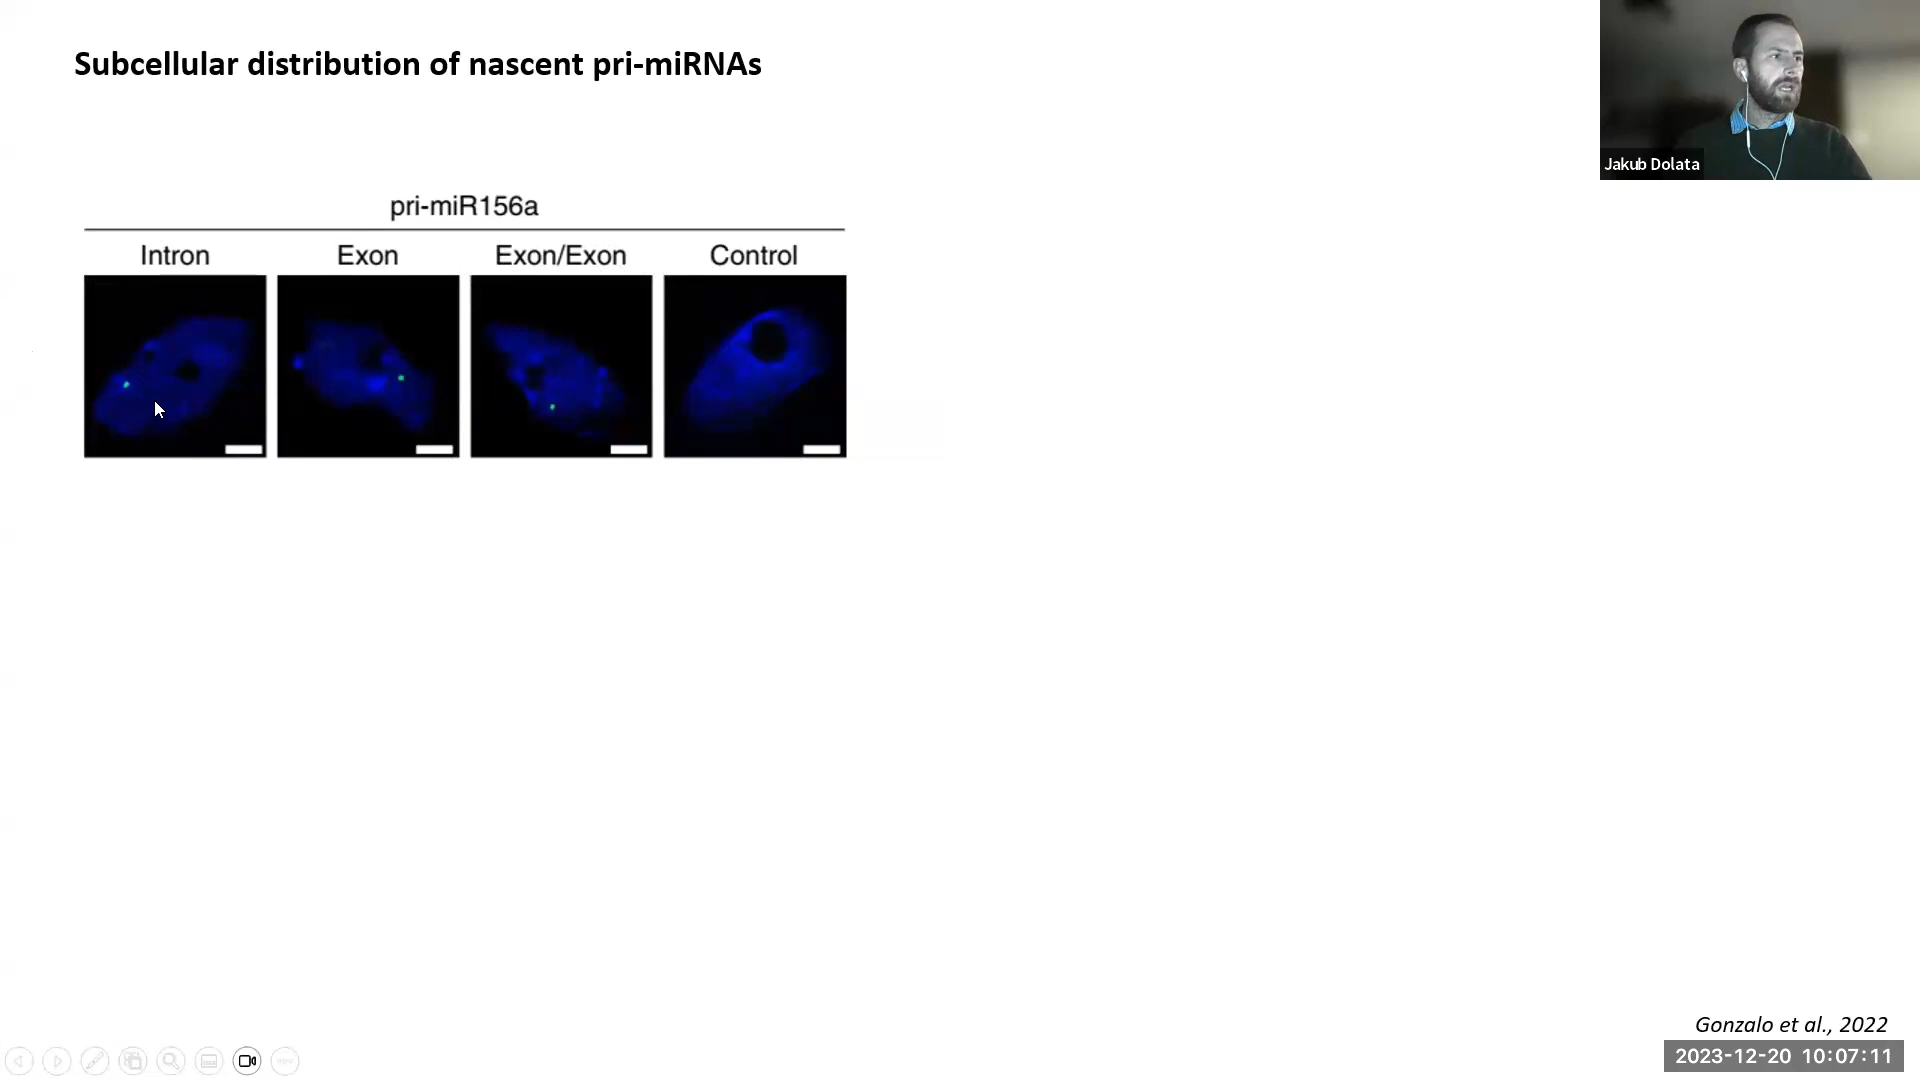 Subcellular distribution of nascent pri-miRNAs
Jakub Dolata
pri-miR156a
Intron Exon Exon/Exon Control
Gonzalo et al., 2022
2023-12-20 10:07:11